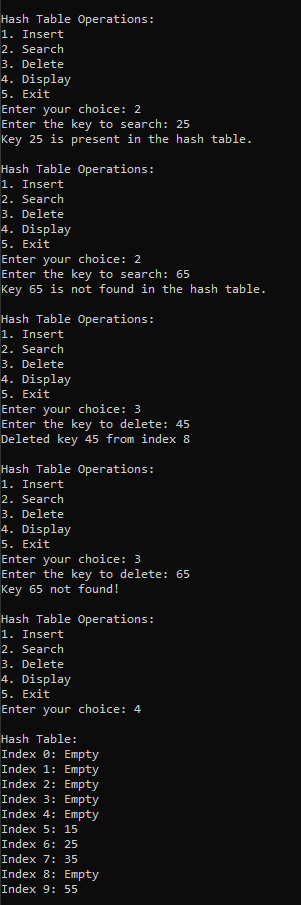 Hash Table Operations:
1. Insert
2. Search
3. Delete
4. Display
5. Exit
Enter your choice: 2
Enter the key to search: 25
Key 25 is present in the hash table.
Hash Table Operations:
1. Insert
2. Search
3. Delete
4. Display
5. Exit
Enter your choice: 2
Enter the key to search: 65
Key 65 is not found in the hash table.
Hash Table Operations:
1. Insert
2. Search
3. Delete
4. Display
5. Exit
Enter your choice: 3
Enter the key to delete: 45
Deleted key 45 from index 8
Hash Table Operations:
1. Insert
2. Search
3. Delete
4. Display
5. Exit
Enter your choice: 3
Enter the key to delete: 65
Key 65 not found!
Hash Table Operations:
1. Insert
2. Search
3. Delete
4. Display
5. Exit
Enter your choice: 4
Hash Table:
Index 0: Empty
Index 1: Empty
Index 2: Empty
Index 3: Empty
Index 4: Empty
Index 5: 15
Index 6: 25
Index 7: 35
Index 8: Empty
Index 9: 55